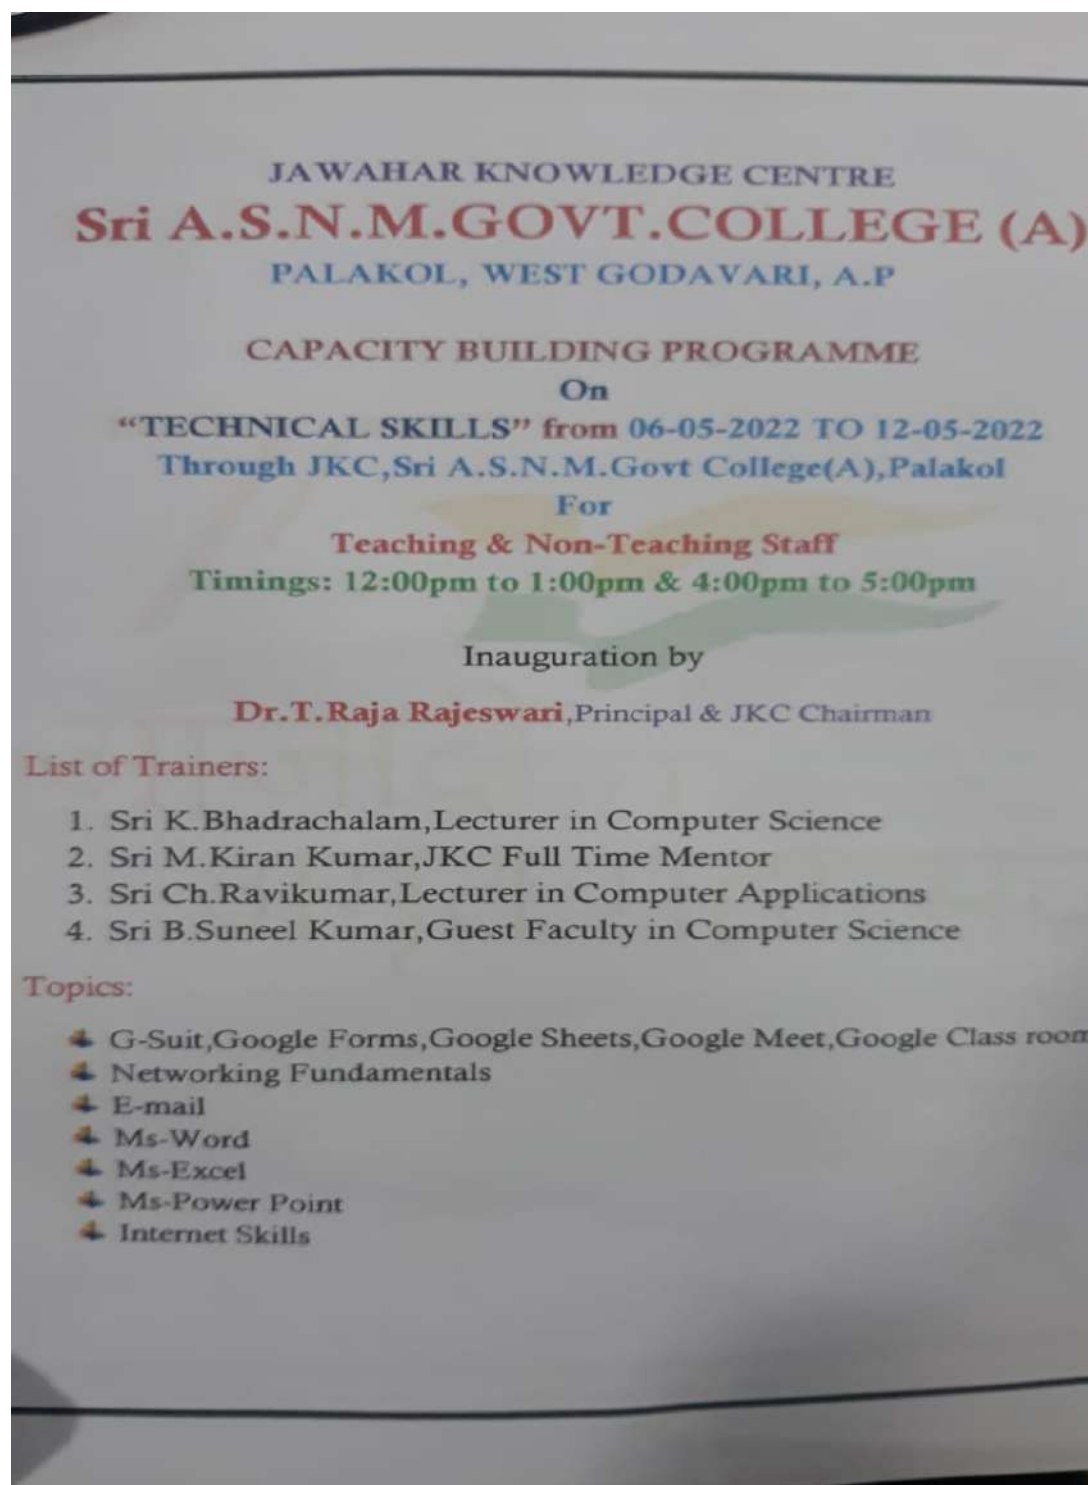 JAWAHAR KNOWLEDGE CENTRE
Sri A.S.N.M.GOVT.COLLEGE (A)
PALAKOL, WEST GODAVARI, A.P
CAPACITY BUILDING PROGRAMME
On
“TECHNICAL SKILLS” from 06-05-2022 TO 12-05-2022
Through JKC,Sri A.S.N.M.Govt College(A),Palakol
For
Teaching & Non-Teaching Staff
Timings: 12:00pm to 1:00pm & 4:00pm to 5:00pm
Inauguration by
Dr.T.Raja Rajeswari,Principal & JKC Chairman
List of Trainers:
1. Sri K.Bhadrachalam,Lecturer in Computer Science
2. Sri M.Kiran Kumar,JKC Full Time Mentor
3. Sri Ch.Ravikumar,Lecturer in Computer Applications
4. Sri B.Suneel Kumar,Guest Faculty in Computer Science
Topics:
G-Suit,Google Forms,Google Sheets,Google Meet,Google Class room
Networking Fundamentals
E-mail
Ms-Word
Ms-Excel
Ms-Power Point
Internet Skills